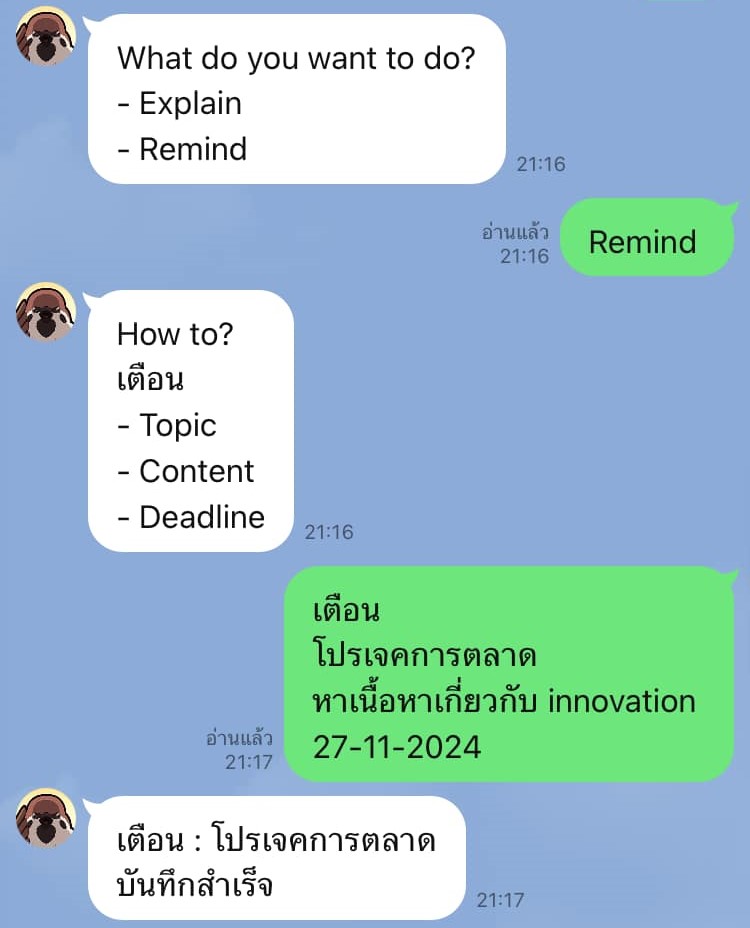 What do you want to do?
- Explain
- Remind
21:16
อ่านแล้ว
21:16
Remind
How to?
เตือน
- Topic
- Content
- Deadline
21:16
เตือน
โปรเจคการตลาด
หาเนื้อหาเกี่ยวกับ innovation
27-11-2024
อ่านแล้ว
21:17
เตือน : โปรเจคการตลาด
บันทึกสำเร็จ
21:17